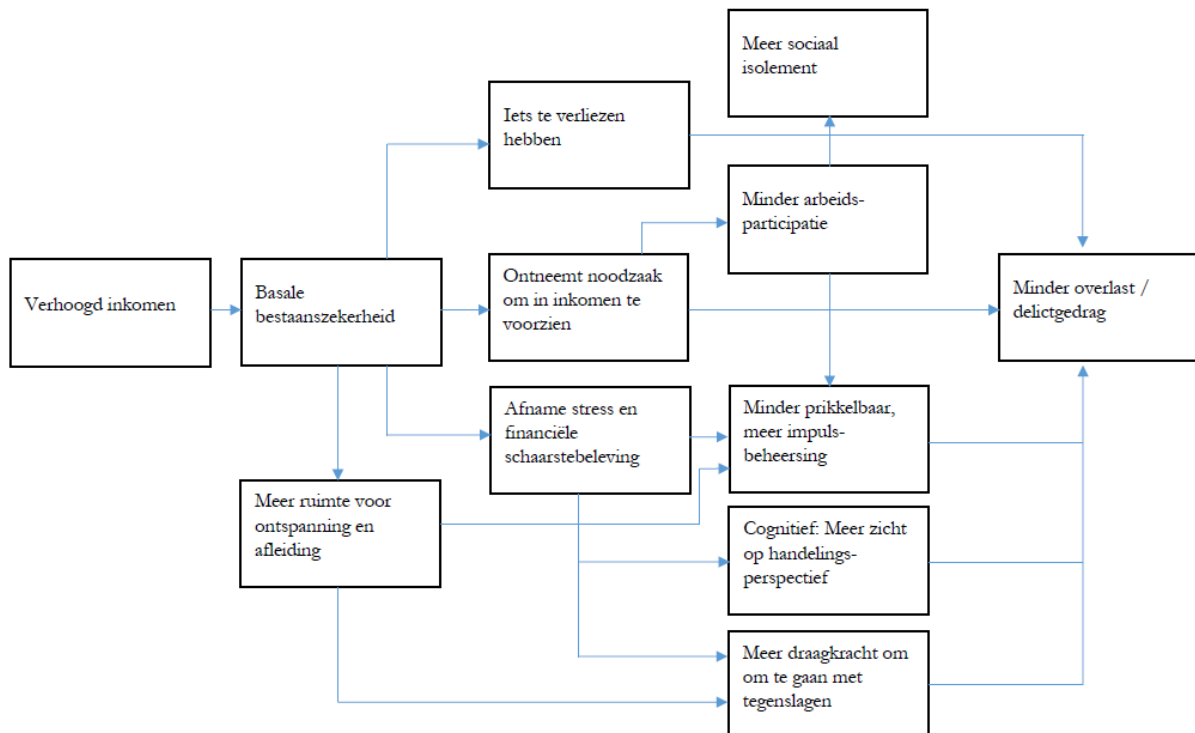 Meer sociaal
isolement
Iets te verliezen
hebben
Minder arbeids-
participatie
Verhoogd inkomen
Basale
bestaanszekerheid
Ontneemt noodzaak
om in inkomen te
voorzien
Minder overlast /
delictgedrag
Afname stress en
financiële
schaarstebeleving
Minder prikkelbaar,
meer impuls-
beheersing
Meer ruimte voor
ontspanning en
afleiding
Cognitief: Meer zicht
op handelings-
perspectief
Meer draagkracht om
om te gaan met
tegenslagen